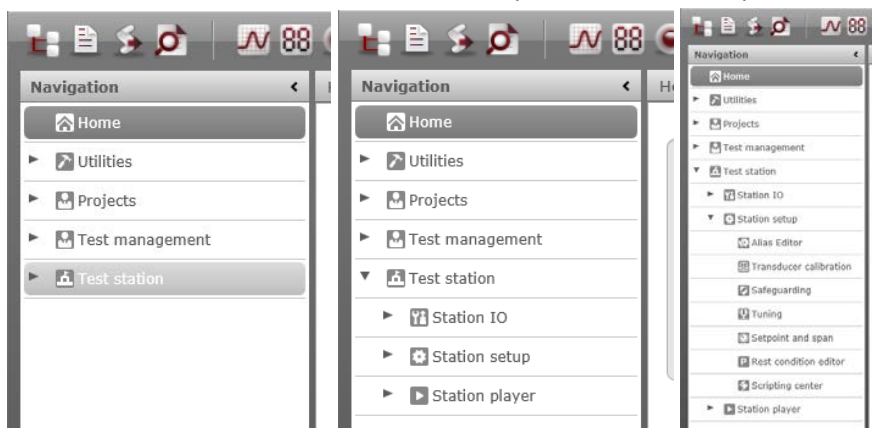 88
Navigation
Home
Utilities
Projects
Test management
Test station
88
Navigation
Home
Utilities
Projects
Test management
Test station
Station IO
Station setup
Station player
88
Navigation
Home
Utilities
Projects
Test management
Test station
Station IO
Station setup
Alias Editor
Transducer calibration
Safeguarding
Tuning
Setpoint and span
Rest condition editor
Scripting center
Station player